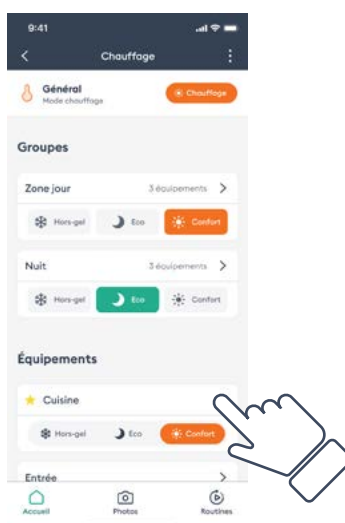 9:41
Chauffage
Général
Mode chauffage
Chauffage
Groupes
Zone jour
3 équipements
Hors-gel
Eco
Confort
Nuit
3 équipements
Hors-gel
Eco
Confort
Équipements
Cuisine
Hors-gel
Eco
Confort
Entrée
Accueil
Photos
Routines